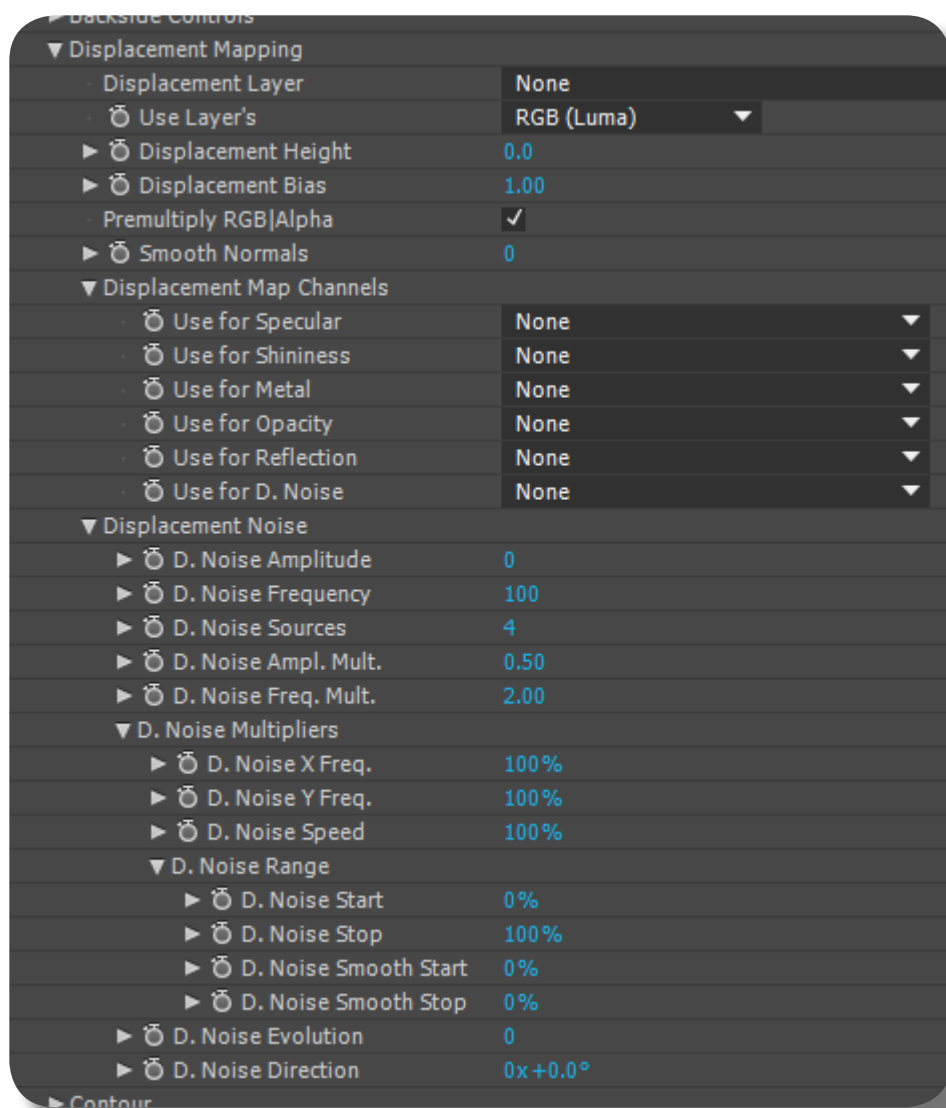 Backside Controls
Displacement Mapping
Displacement Layer None
Use Layer's RGB (Luma)
Displacement Height 0.0
Displacement Bias 1.00
Premultiply RGB|Alpha
Smooth Normals 0
Displacement Map Channels
Use for Specular None
Use for Shininess None
Use for Metal None
Use for Opacity None
Use for Reflection None
Use for D. Noise None
Displacement Noise
D. Noise Amplitude 0
D. Noise Frequency 100
D. Noise Sources 4
D. Noise Ampl. Mult. 0.50
D. Noise Freq. Mult. 2.00
D. Noise Multipliers
D. Noise X Freq. 100%
D. Noise Y Freq. 100%
D. Noise Speed 100%
D. Noise Range
D. Noise Start 0%
D. Noise Stop 100%
D. Noise Smooth Start 0%
D. Noise Smooth Stop 0%
D. Noise Evolution 0
D. Noise Direction 0x+0.0°
Contour